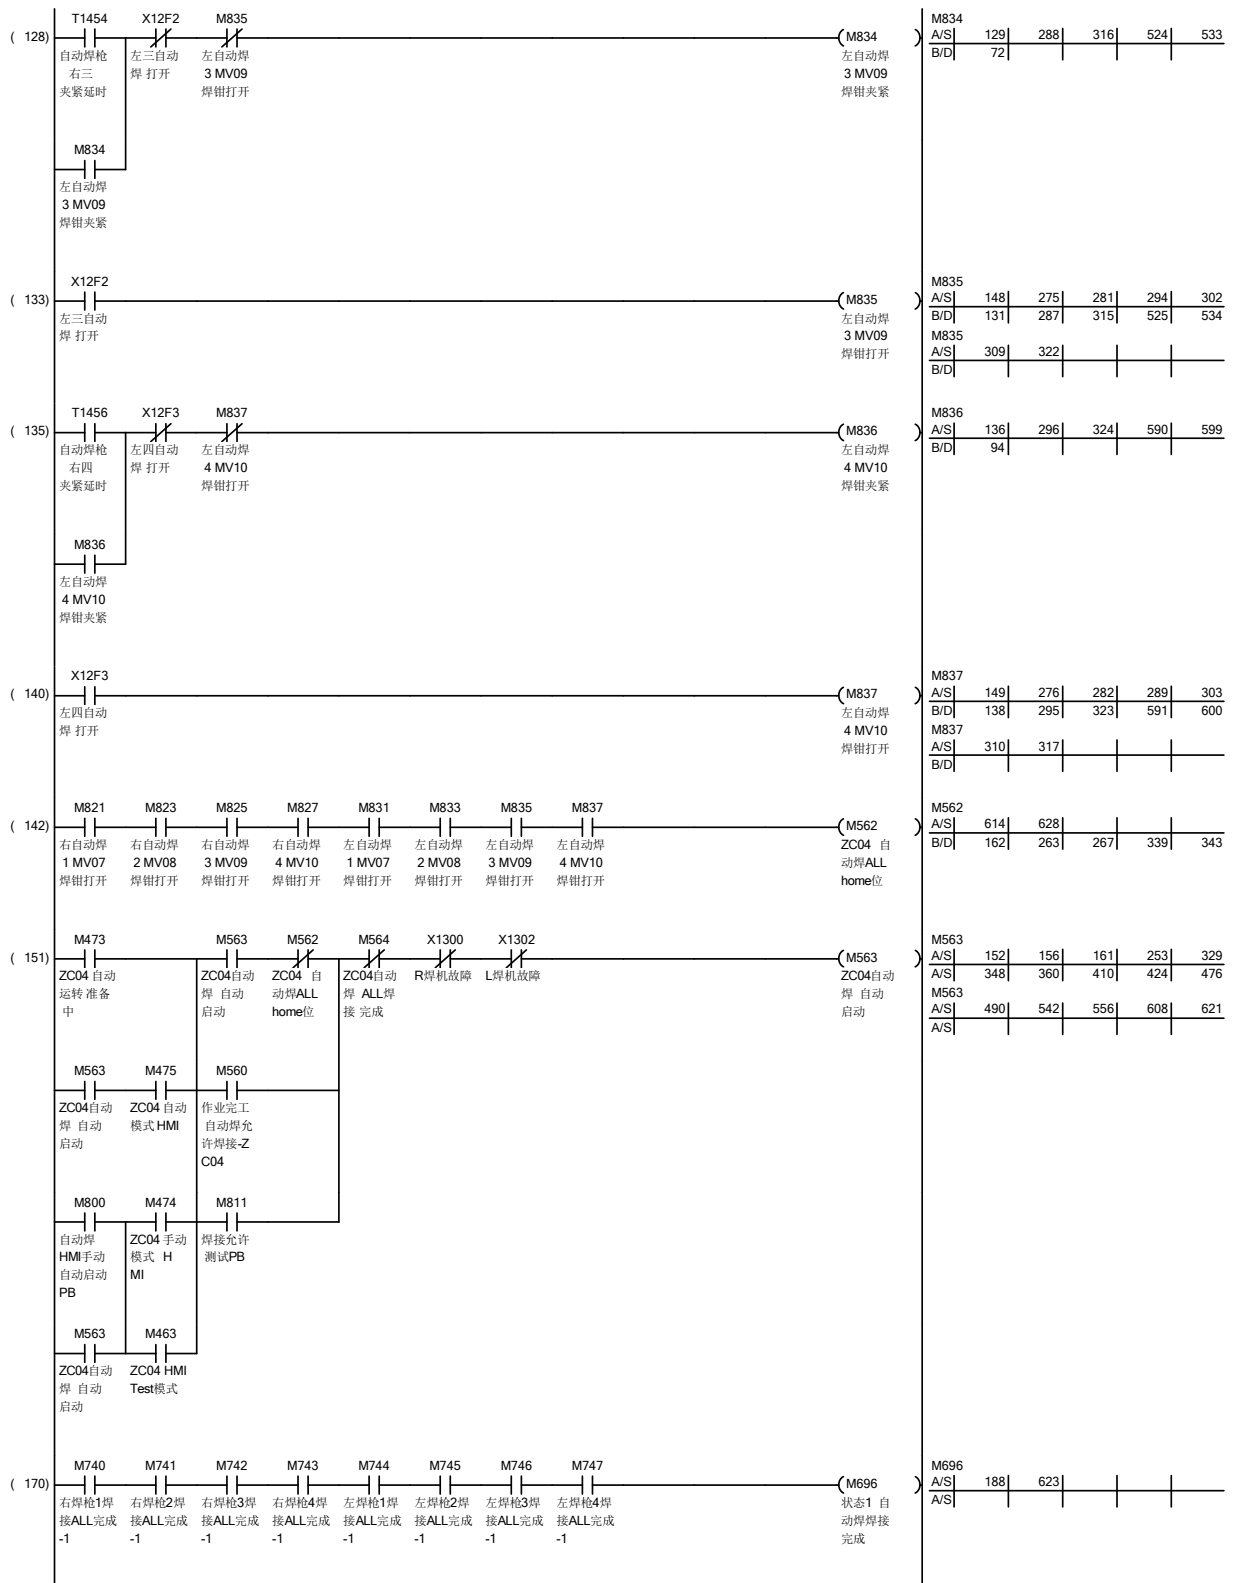 T1454 X12F2 M835 M834
( 128) (M834 ) A/S 129 288 316 524 533
自动焊枪 左三自动 左自动焊 左自动焊 B/D 72
右三 焊 打开 3 MV09 3 MV09
夹紧延时 焊钳打开 焊钳夹紧
M834
左自动焊
3 MV09
焊钳夹紧
X12F2 M835
( 133) (M835 ) A/S 148 275 281 294 302
左三自动 左自动焊 B/D 131 287 315 525 534
焊 打开 3 MV09 M835
焊钳打开 A/S 309 322
B/D
T1456 X12F3 M837 M836
( 135) (M836 ) A/S 136 296 324 590 599
自动焊枪 左四自动 左自动焊 左自动焊 B/D 94
右四 焊 打开 4 MV10 4 MV10
夹紧延时 焊钳打开 焊钳夹紧
M836
左自动焊
4 MV10
焊钳夹紧
X12F3 M837
( 140) (M837 ) A/S 149 276 282 289 303
左四自动 左自动焊 B/D 138 295 323 591 600
焊 打开 4 MV10 M837
焊钳打开 A/S 310 317
B/D
M821 M823 M825 M827 M831 M833 M835 M837 M562
( 142) (M562 ) A/S 614 628
右自动焊 右自动焊 右自动焊 右自动焊 左自动焊 左自动焊 左自动焊 左自动焊 ZC04 自 B/D 162 263 267 339 343
1 MV07 2 MV08 3 MV09 4 MV10 1 MV07 2 MV08 3 MV09 4 MV10 动焊ALL
焊钳打开 焊钳打开 焊钳打开 焊钳打开 焊钳打开 焊钳打开 焊钳打开 焊钳打开 home位
M473 M563 M562 M564 X1300 X1302 M563
( 151) (M563 ) A/S 152 156 161 253 329
ZC04 自动 ZC04自动 ZC04 自 ZC04自动 R焊机故障 L焊机故障 ZC04自动 A/S 348 360 410 424 476
运转 准备 焊 自动 动焊ALL 焊 ALL焊 焊 自动 M563
中 启动 home位 接 完成 启动 A/S 490 542 556 608 621
A/S
M563 M475 M560
ZC04自动 ZC04 自动 作业完工
焊 自动 模式 HMI 自动焊允
启动 许焊接-Z
C04
M800 M474 M811
自动焊 ZC04 手动 焊接允许
HMI手动 模式 H 测试PB
自动启动 MI
PB
M563 M463
ZC04自动 ZC04 HMI
焊 自动 Test模式
启动
M740 M741 M742 M743 M744 M745 M746 M747 M696
( 170) (M696 ) A/S 188 623
右焊枪1焊 右焊枪2焊 右焊枪3焊 右焊枪4焊 左焊枪1焊 左焊枪2焊 左焊枪3焊 左焊枪4焊 状态1 自 A/S
接ALL完成 接ALL完成 接ALL完成 接ALL完成 接ALL完成 接ALL完成 接ALL完成 接ALL完成 动焊焊接
-1 -1 -1 -1 -1 -1 -1 -1 完成